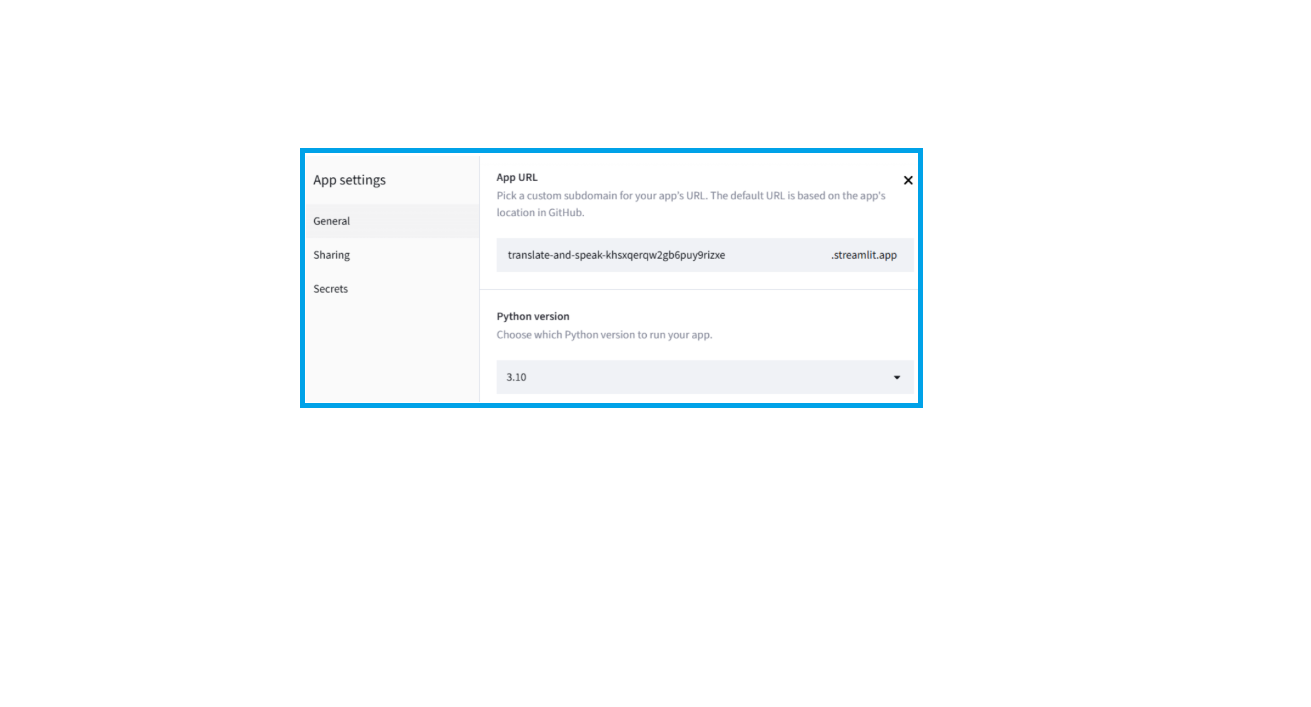 App settings
General
Sharing
Secrets
App URL
Pick a custom subdomain for your app's URL. The default URL is based on the app's
location in GitHub.
translate-and-speak-khsxqerqw2gb6puy9rizxe .streamlit.app
Python version
Choose which Python version to run your app.
3.10